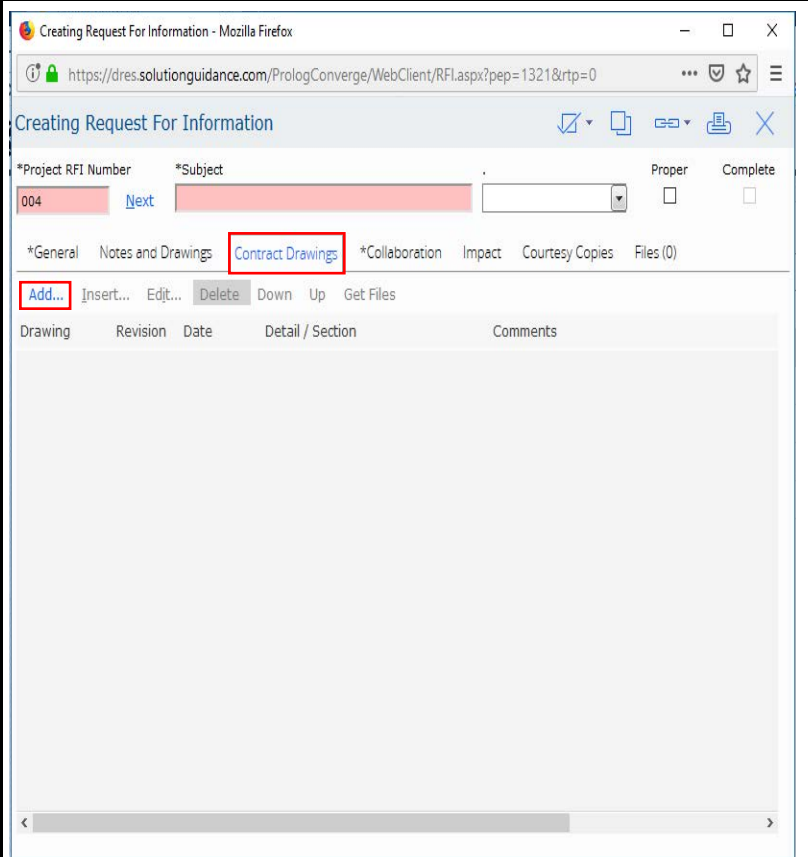 Creating Request For Information - Mozilla Firefox
https://dres.solutionguidance.com/PrologConverge/WebClient/RFI.aspx?pep=1321&rtp=0
Creating Request For Information
*Project RFI Number *Subject . Proper Complete
004 Next
*General Notes and Drawings Contract Drawings *Collaboration Impact Courtesy Copies Files (0)
Add... Insert... Edit... Delete Down Up Get Files
Drawing Revision Date Detail / Section Comments